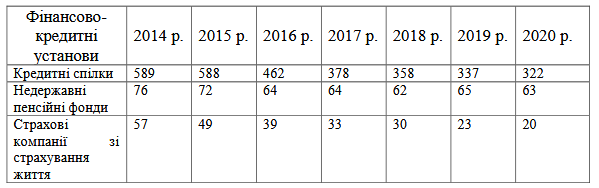 Фінансово-
кредитні
установи
2014 р. 2015 р. 2016 р. 2017 р. 2018 р. 2019 р. 2020 р.
Кредитні спілки 589 588 462 378 358 337 322
Недержавні 76 72 64 64 62 65 63
пенсійні фонди
Страхові 57 49 39 33 30 23 20
компанії зі
страхування
життя